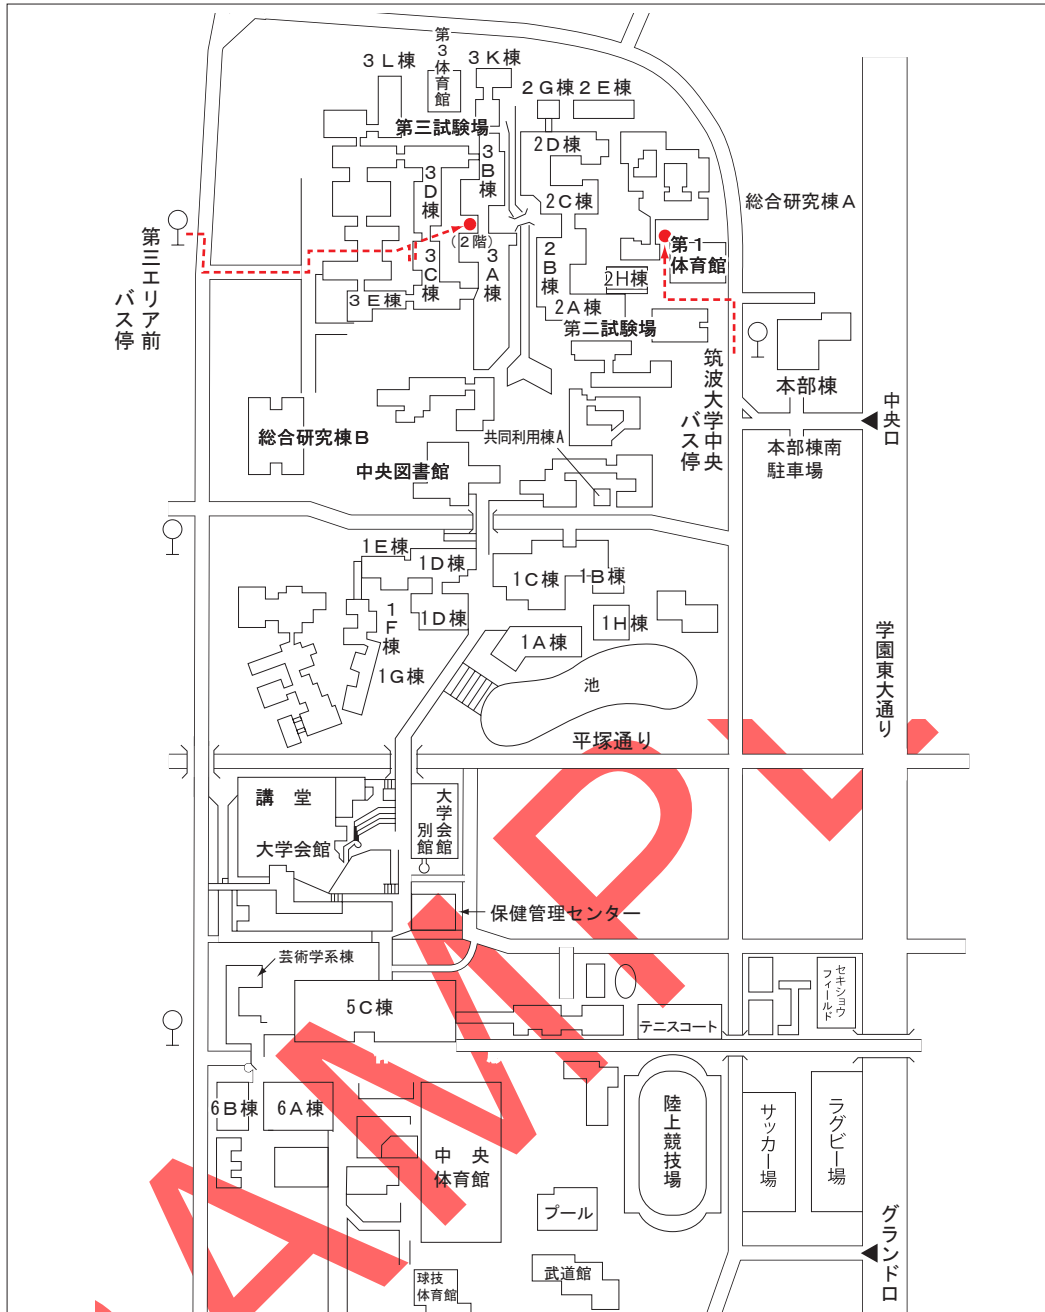 第3体育館
3L棟
3K棟
2G棟
2E棟
第三試験場
2D棟
3B棟
3D棟
2C棟
総合研究棟A
第三エリア前
バス停
(2階)
第1
体育館
3C棟
3A棟
2B棟
2H棟
3E棟
2A棟
第二試験場
筑波大学中央
バス停
本部棟
中央口
総合研究棟B
共同利用棟A
本部棟南
駐車場
中央図書館
1E棟
1D棟
1C棟
1B棟
1F棟
1D棟
1H棟
1A棟
学園東大通り
1G棟
池
平塚通り
講 堂
大学会館
別館
大学会館
保健管理センター
芸術学系棟
セキショウ
フィールド
5C棟
テニスコート
6B棟
6A棟
陸上競技場
サッカー場
ラグビー場
中 央
体育館
プール
グランド口
球技
体育館
武道館
SAMPLE